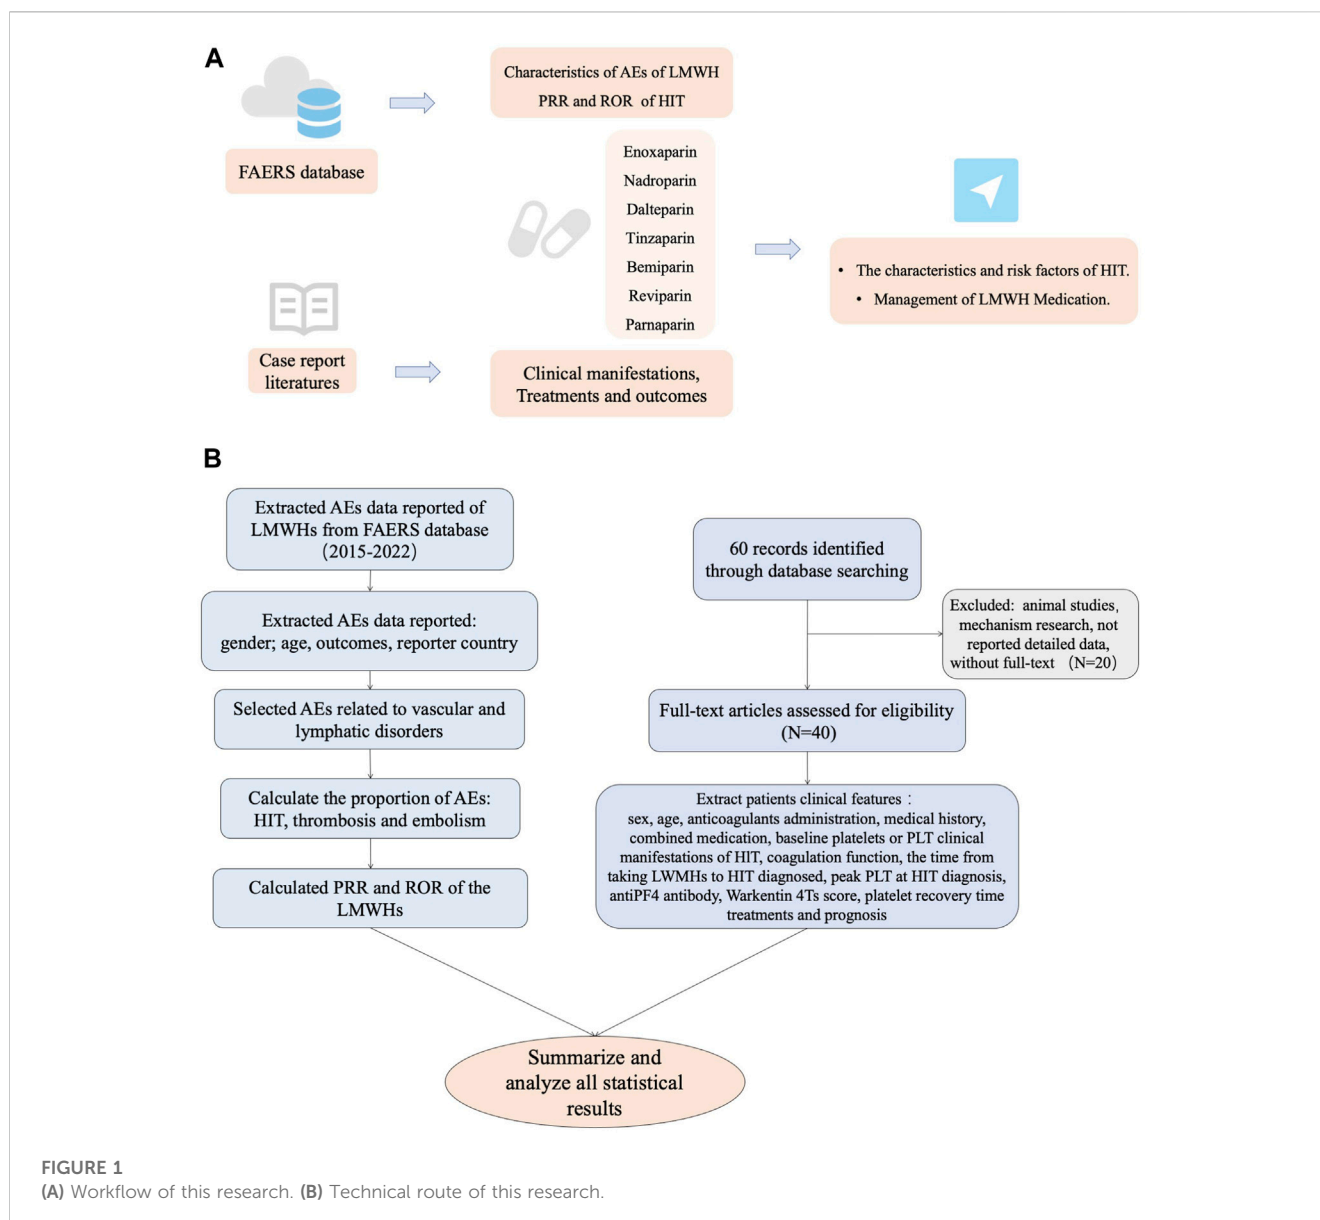 A
FAERS database
Characteristics of AEs of LMWH
PRR and ROR of HIT
Enoxaparin
Nadroparin
Dalteparin
Tinzaparin
Bemiparin
Reviparin
Parnaparin
Case report
literatures
Clinical manifestations,
Treatments and outcomes
• The characteristics and risk factors of HIT.
• Management of LMWH Medication.
B
Extracted AEs data reported of
LMWHs from FAERS database
(2015-2022)
Extracted AEs data reported:
gender; age, outcomes, reporter country
Selected AEs related to vascular and
lymphatic disorders
Calculate the proportion of AEs:
HIT, thrombosis and embolism
Calculated PRR and ROR of the
LMWHs
60 records identified
through database searching
Excluded: animal studies,
mechanism research, not
reported detailed data,
without full-text （N=20）
Full-text articles assessed for eligibility
(N=40)
Extract patients clinical features：
sex, age, anticoagulants administration, medical history,
combined medication, baseline platelets or PLT clinical
manifestations of HIT, coagulation function, the time from
taking LWMHs to HIT diagnosed, peak PLT at HIT diagnosis,
antiPF4 antibody, Warkentin 4Ts score, platelet recovery time
treatments and prognosis
Summarize and
analyze all statistical
results
FIGURE 1
(A) Workflow of this research. (B) Technical route of this research.